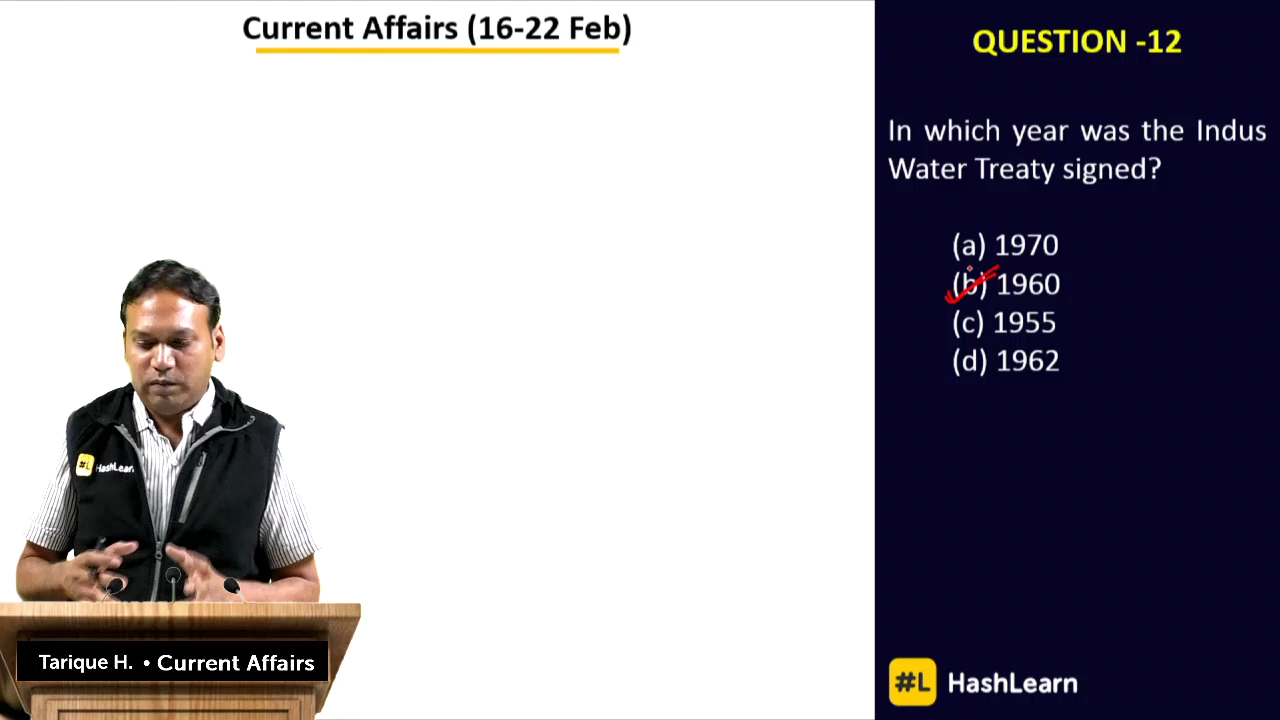 Current Affairs (16-22 Feb)
QUESTION -12
In which year was the Indus
Water Treaty signed?
(a) 1970
(b) 1960
(c) 1955
(d) 1962
#L HashLearn
Tarique H. • Current Affairs
#L HashLearn